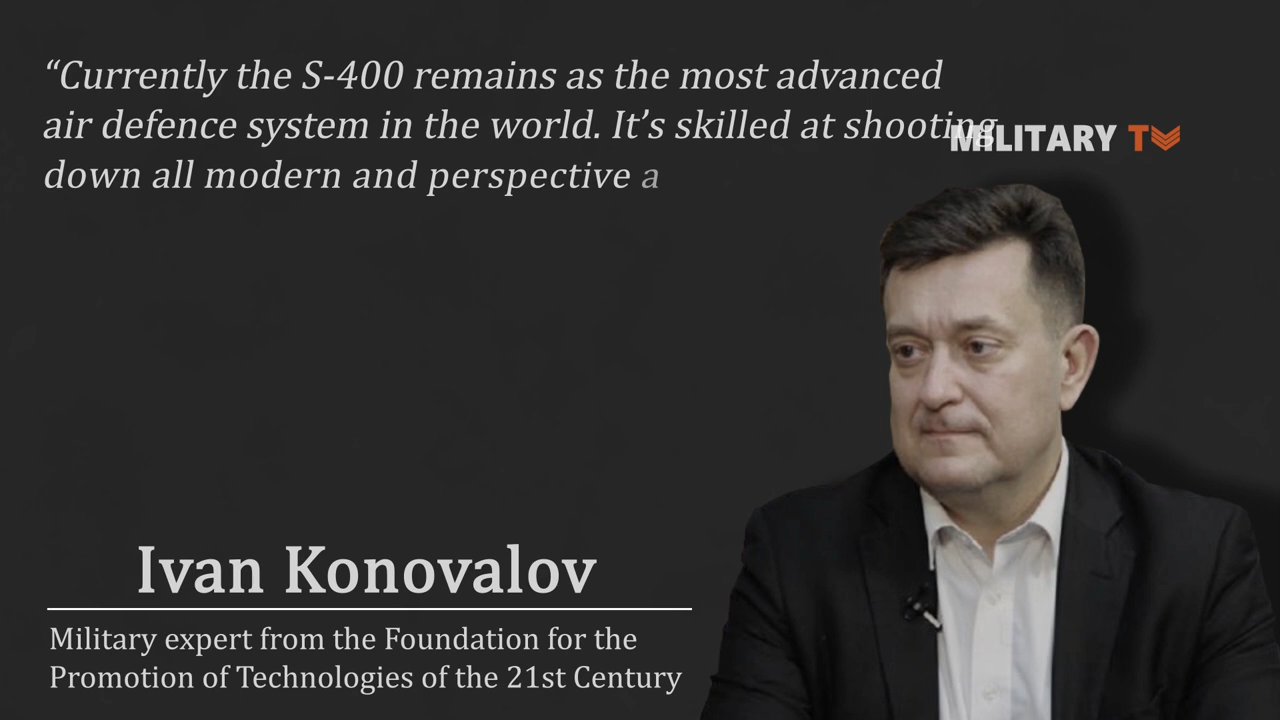 “Currently the S-400 remains as the most advanced
air defence system in the world. It’s skilled at shooting
down all modern and perspective a
MILITARY TV
Ivan Konovalov
Military expert from the Foundation for the
Promotion of Technologies of the 21st Century